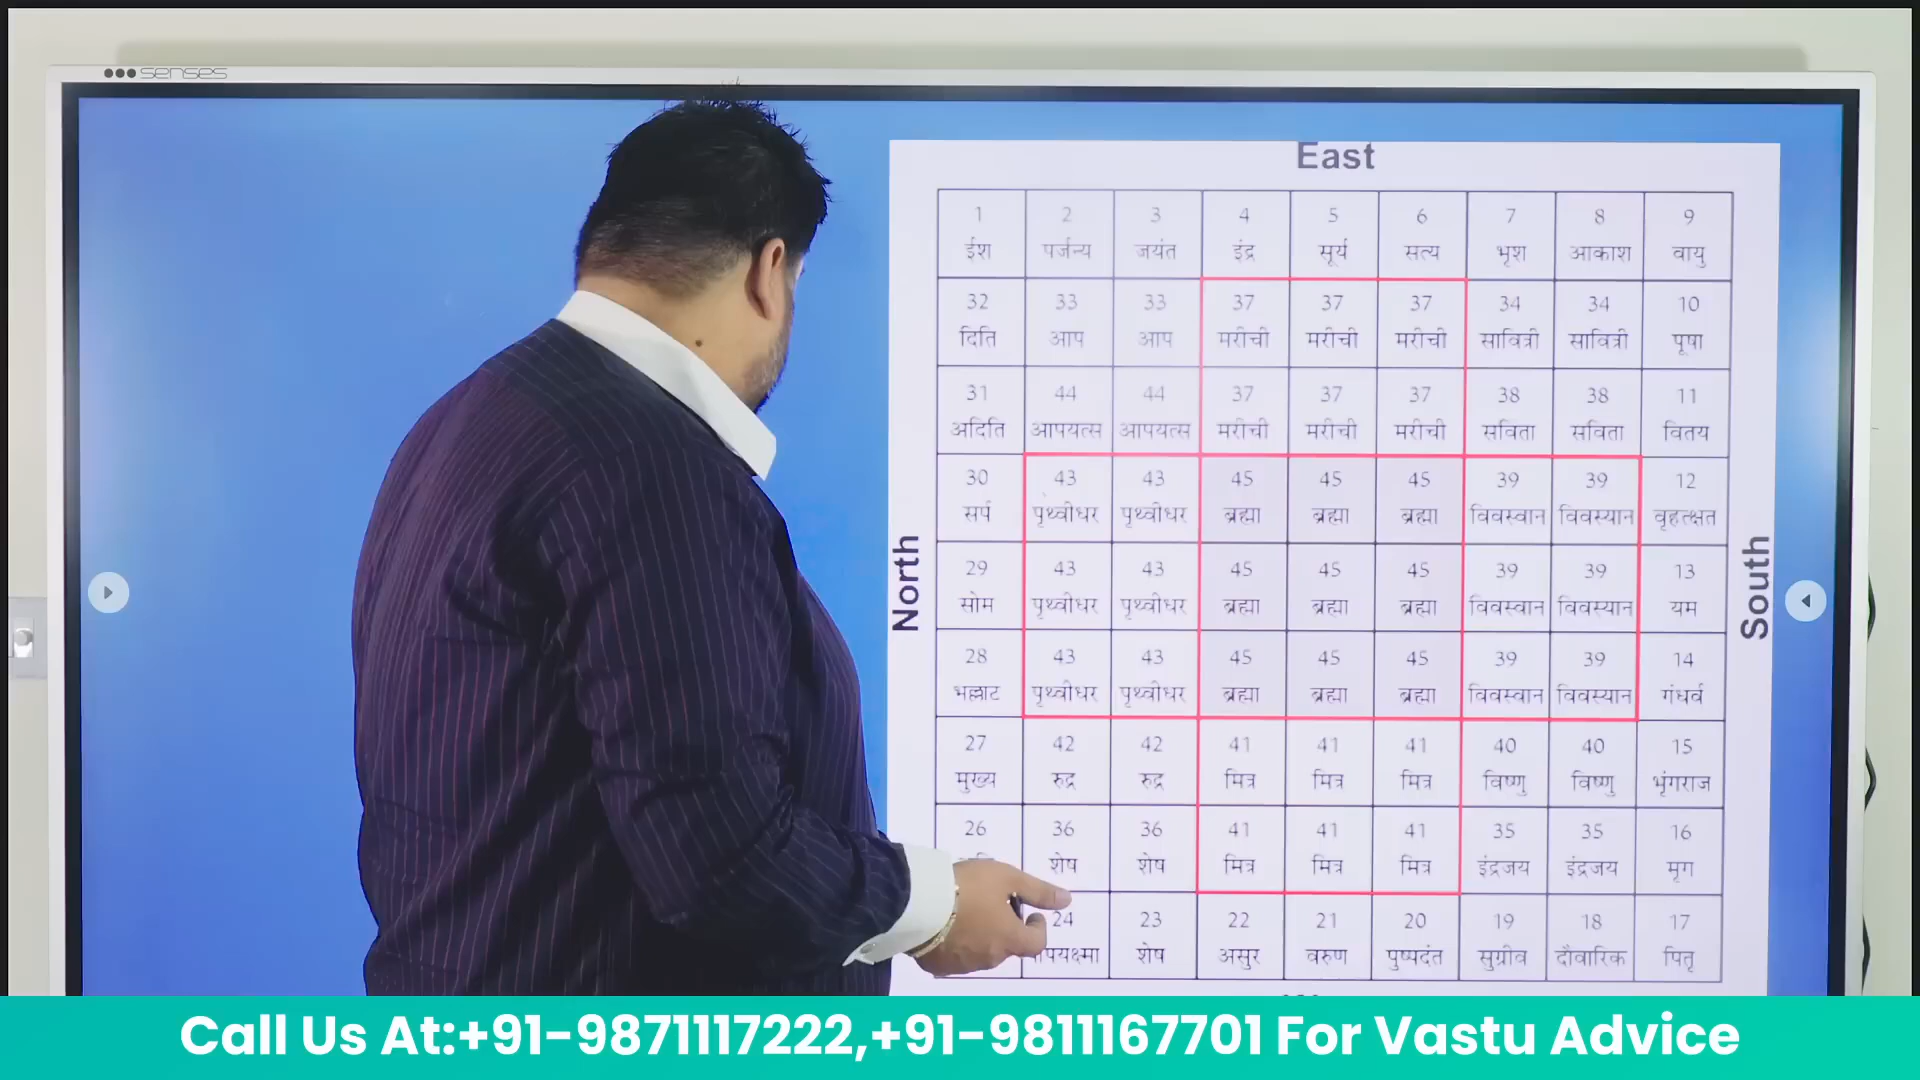 senses
East
1 2 3 4 5 6 7 8 9
ईश पर्जन्य जयंत इंद्र सूर्य सत्य भृश आकाश वायु
32 33 33 37 37 37 34 34 10
दिति आप आप मरीची मरीची मरीची सावित्री सावित्री पूषा
31 44 44 37 37 37 38 38 11
अदिति आपयत्स आपयत्स मरीची मरीची मरीची सविता सविता वितय
30 43 43 45 45 45 39 39 12
सर्प पृथ्वीधर पृथ्वीधर ब्रह्मा ब्रह्मा ब्रह्मा विवस्वान विवस्यान वृहत्क्षत
29 43 43 45 45 45 39 39 13
सोम पृथ्वीधर पृथ्वीधर ब्रह्मा ब्रह्मा ब्रह्मा विवस्वान विवस्यान यम
28 43 43 45 45 45 39 39 14
भल्लाट पृथ्वीधर पृथ्वीधर ब्रह्मा ब्रह्मा ब्रह्मा विवस्वान विवस्यान गंधर्व
27 42 42 41 41 41 40 40 15
मुख्य रुद्र रुद्र मित्र मित्र मित्र विष्णु विष्णु भृंगराज
26 36 36 41 41 41 35 35 16
शेष शेष मित्र मित्र मित्र इंद्रजय इंद्रजय मृग
24 23 22 21 20 19 18 17
शेष असुर वरुण पुष्पदंत सुग्रीव दौवारिक पितृ
North
South
Call Us At:+91-9871117222,+91-9811167701 For Vastu Advice